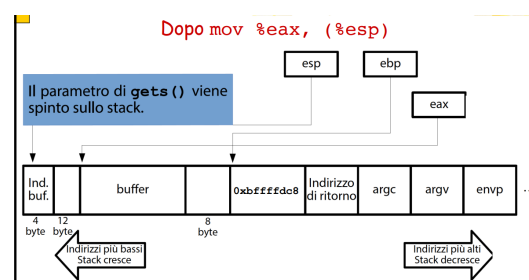 Dopo mov %eax, (%esp)
esp
ebp
Il parametro di gets() viene
spinto sullo stack.
eax
Ind.
buf.
buffer
0xbffffdc8
Indirizzo
di ritorno
argc
argv
envp
...
4
byte
12
byte
8
byte
Indirizzi più bassi
Stack cresce
Indirizzi più alti
Stack decresce